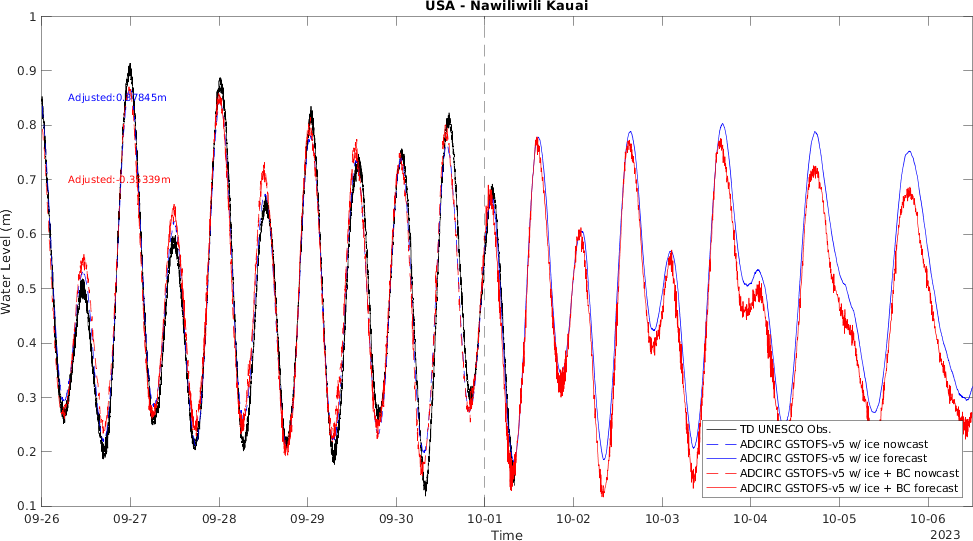 USA - Nawiliwili Kauai
Water Level (m)
1
0.9
0.8
0.7
0.6
0.5
0.4
0.3
0.2
0.1
Adjusted:
Adjusted:-0.35339m
TD UNESCO Obs.
ADCIRC GSTOFS-v5 w/ ice nowcast
ADCIRC GSTOFS-v5 w/ ice forecast
ADCIRC GSTOFS-v5 w/ ice + BC nowcast
ADCIRC GSTOFS-v5 w/ ice + BC forecast
09-26 09-27 09-28 09-29 09-30 10-01 10-02 10-03 10-04 10-05 10-06
Time
2023